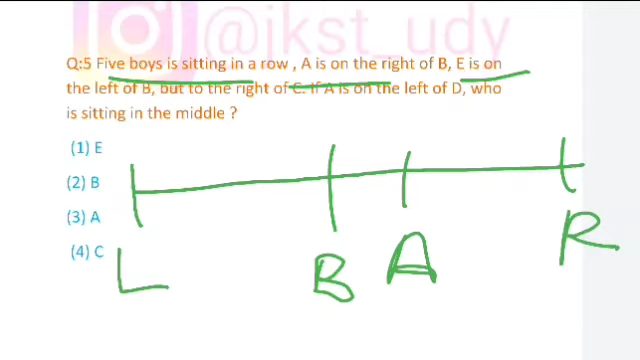 @jkst_udy
Q:5 Five boys is sitting in a row , A is on the right of B, E is on
the left of B, but to the right of C. If A is on the left of D, who
is sitting in the middle ?
(1) E
(2) B
(3) A
(4) C
L B A R